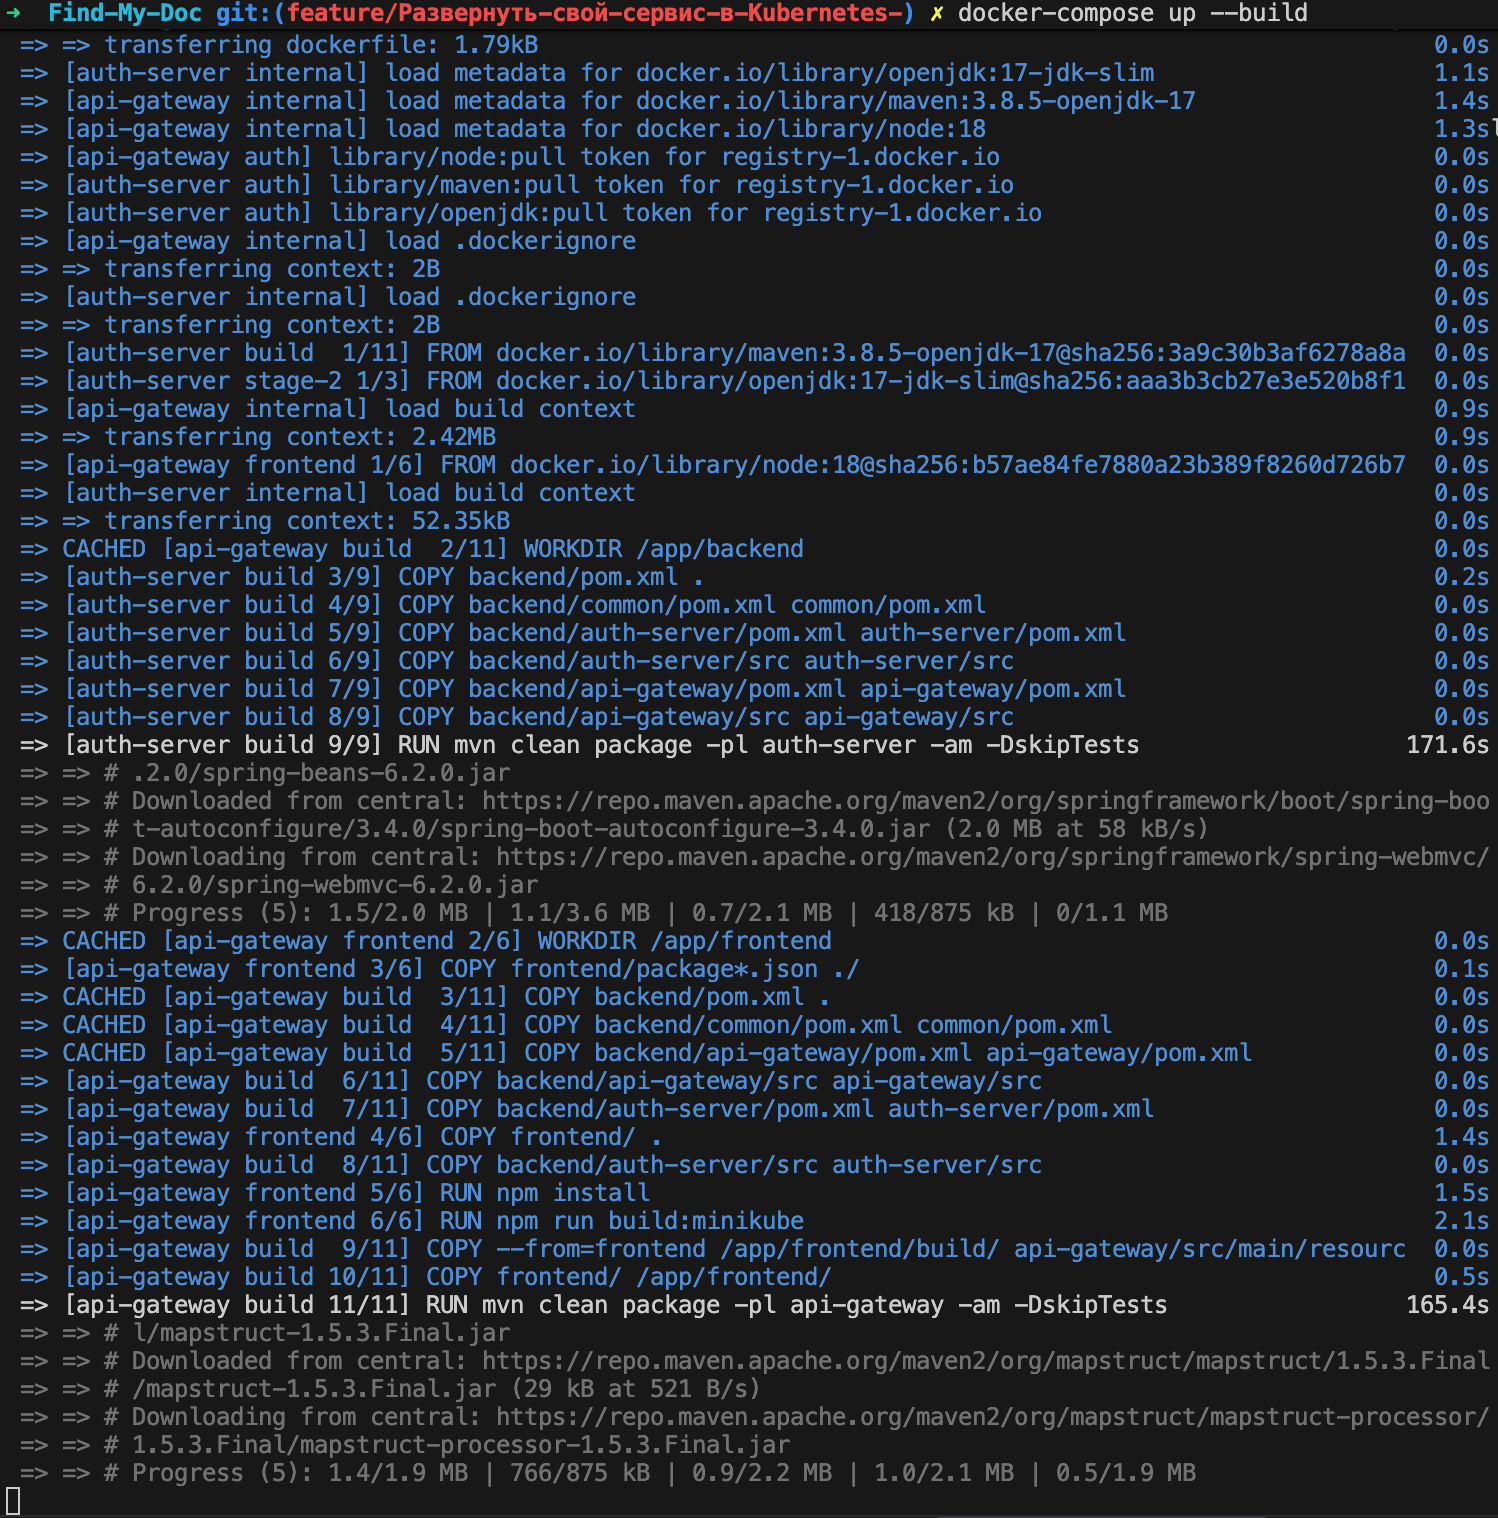 ➜  Find-My-Doc git:(feature/Развернуть-свой-сервис-в-Kubernetes-) ✗ docker-compose up --build
=> => transferring dockerfile: 1.79kB 0.0s
=> [auth-server internal] load metadata for docker.io/library/openjdk:17-jdk-slim 1.1s
=> [api-gateway internal] load metadata for docker.io/library/maven:3.8.5-openjdk-17 1.4s
=> [api-gateway internal] load metadata for docker.io/library/node:18 1.3s
=> [api-gateway auth] library/node:pull token for registry-1.docker.io 0.0s
=> [auth-server auth] library/maven:pull token for registry-1.docker.io 0.0s
=> [auth-server auth] library/openjdk:pull token for registry-1.docker.io 0.0s
=> [api-gateway internal] load .dockerignore 0.0s
=> => transferring context: 2B 0.0s
=> [auth-server internal] load .dockerignore 0.0s
=> => transferring context: 2B 0.0s
=> [auth-server build  1/11] FROM docker.io/library/maven:3.8.5-openjdk-17@sha256:3a9c30b3af6278a8a 0.0s
=> [auth-server stage-2 1/3] FROM docker.io/library/openjdk:17-jdk-slim@sha256:aaa3b3cb27e3e520b8f1 0.0s
=> [api-gateway internal] load build context 0.9s
=> => transferring context: 2.42MB 0.9s
=> [api-gateway frontend 1/6] FROM docker.io/library/node:18@sha256:b57ae84fe7880a23b389f8260d726b7 0.0s
=> [auth-server internal] load build context 0.0s
=> => transferring context: 52.35kB 0.0s
=> CACHED [api-gateway build  2/11] WORKDIR /app/backend 0.0s
=> [auth-server build 3/9] COPY backend/pom.xml . 0.2s
=> [auth-server build 4/9] COPY backend/common/pom.xml common/pom.xml 0.0s
=> [auth-server build 5/9] COPY backend/auth-server/pom.xml auth-server/pom.xml 0.0s
=> [auth-server build 6/9] COPY backend/auth-server/src auth-server/src 0.0s
=> [auth-server build 7/9] COPY backend/api-gateway/pom.xml api-gateway/pom.xml 0.0s
=> [auth-server build 8/9] COPY backend/api-gateway/src api-gateway/src 0.0s
=> [auth-server build 9/9] RUN mvn clean package -pl auth-server -am -DskipTests 171.6s
=> => # .2.0/spring-beans-6.2.0.jar
=> => # Downloaded from central: https://repo.maven.apache.org/maven2/org/springframework/boot/spring-boo
=> => # t-autoconfigure/3.4.0/spring-boot-autoconfigure-3.4.0.jar (2.0 MB at 58 kB/s)
=> => # Downloading from central: https://repo.maven.apache.org/maven2/org/springframework/spring-webmvc/
=> => # 6.2.0/spring-webmvc-6.2.0.jar
=> => # Progress (5): 1.5/2.0 MB | 1.1/3.6 MB | 0.7/2.1 MB | 418/875 kB | 0/1.1 MB
=> CACHED [api-gateway frontend 2/6] WORKDIR /app/frontend 0.0s
=> [api-gateway frontend 3/6] COPY frontend/package*.json ./ 0.1s
=> CACHED [api-gateway build  3/11] COPY backend/pom.xml . 0.0s
=> CACHED [api-gateway build  4/11] COPY backend/common/pom.xml common/pom.xml 0.0s
=> CACHED [api-gateway build  5/11] COPY backend/api-gateway/pom.xml api-gateway/pom.xml 0.0s
=> [api-gateway build  6/11] COPY backend/api-gateway/src api-gateway/src 0.0s
=> [api-gateway build  7/11] COPY backend/auth-server/pom.xml auth-server/pom.xml 0.0s
=> [api-gateway frontend 4/6] COPY frontend/ . 1.4s
=> [api-gateway build  8/11] COPY backend/auth-server/src auth-server/src 0.0s
=> [api-gateway frontend 5/6] RUN npm install 1.5s
=> [api-gateway frontend 6/6] RUN npm run build:minikube 2.1s
=> [api-gateway build  9/11] COPY --from=frontend /app/frontend/build/ api-gateway/src/main/resourc 0.0s
=> [api-gateway build 10/11] COPY frontend/ /app/frontend/ 0.5s
=> [api-gateway build 11/11] RUN mvn clean package -pl api-gateway -am -DskipTests 165.4s
=> => # l/mapstruct-1.5.3.Final.jar
=> => # Downloaded from central: https://repo.maven.apache.org/maven2/org/mapstruct/mapstruct/1.5.3.Final
=> => # /mapstruct-1.5.3.Final.jar (29 kB at 521 B/s)
=> => # Downloading from central: https://repo.maven.apache.org/maven2/org/mapstruct/mapstruct-processor/
=> => # 1.5.3.Final/mapstruct-processor-1.5.3.Final.jar
=> => # Progress (5): 1.4/1.9 MB | 766/875 kB | 0.9/2.2 MB | 1.0/2.1 MB | 0.5/1.9 MB